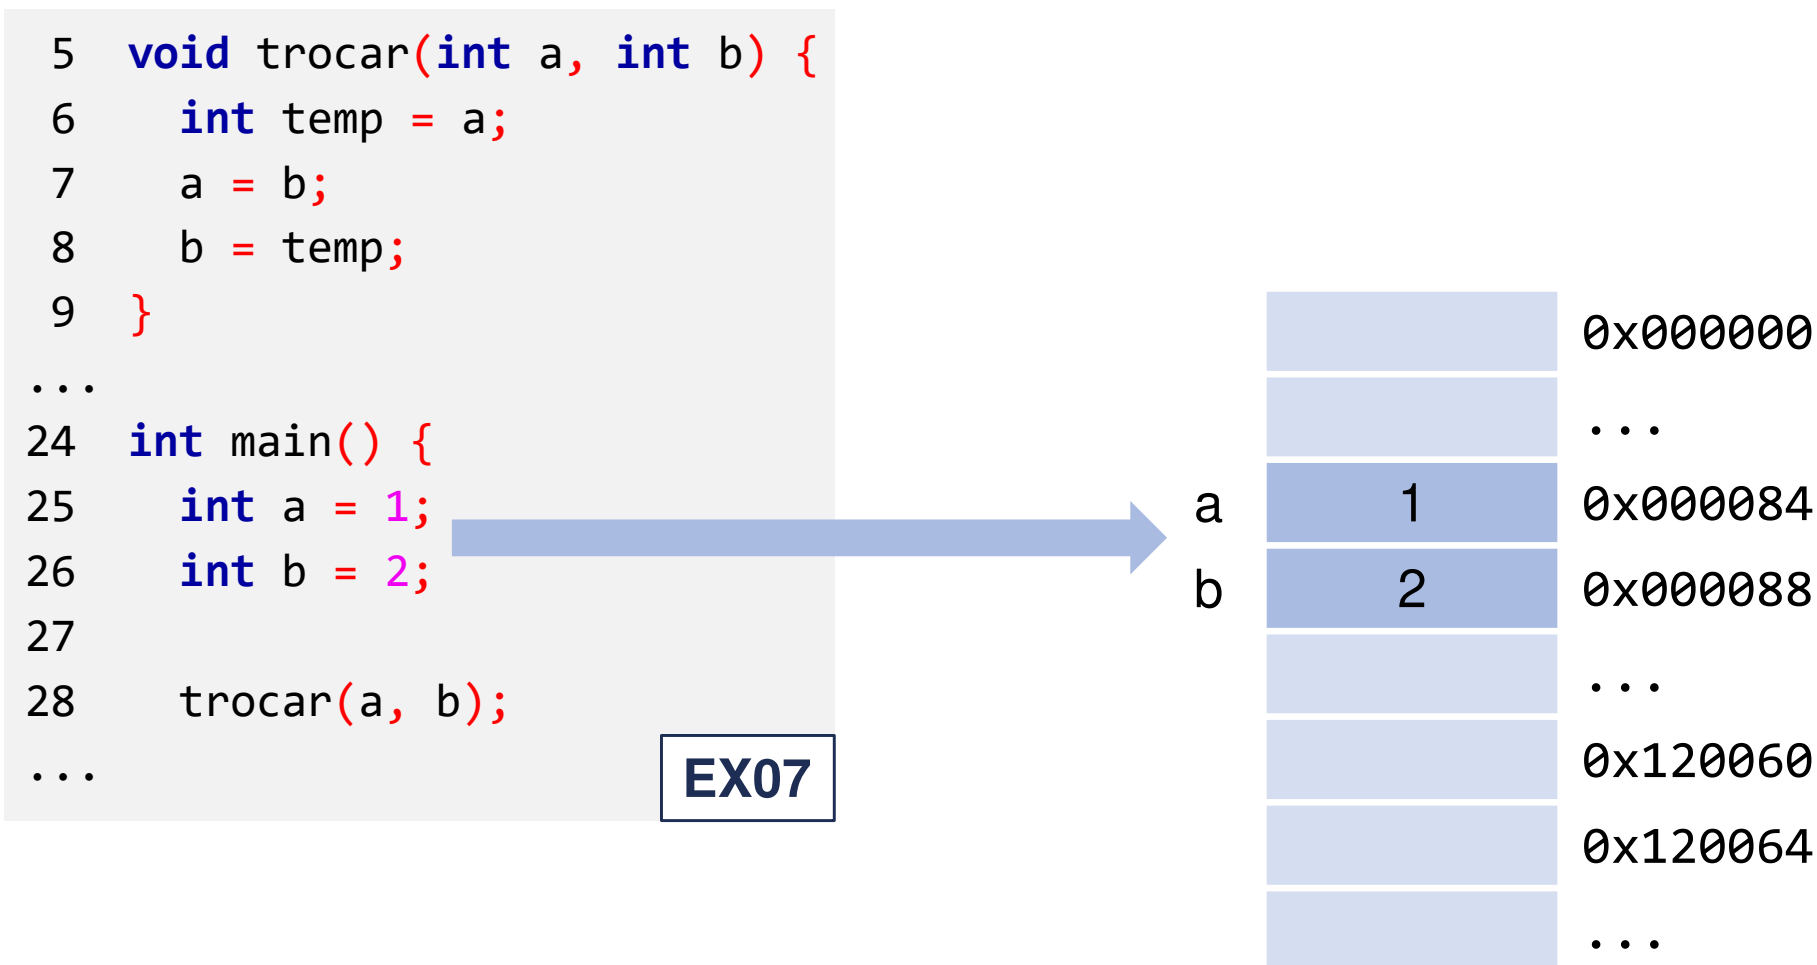 5 void trocar(int a, int b) {
6 int temp = a;
7 a = b;
8 b = temp;
9 }
...
24 int main() {
25 int a = 1;
26 int b = 2;
27
28 trocar(a, b);
...
EX07
0x000000
...
a 1 0x000084
b 2 0x000088
...
0x120060
0x120064
...